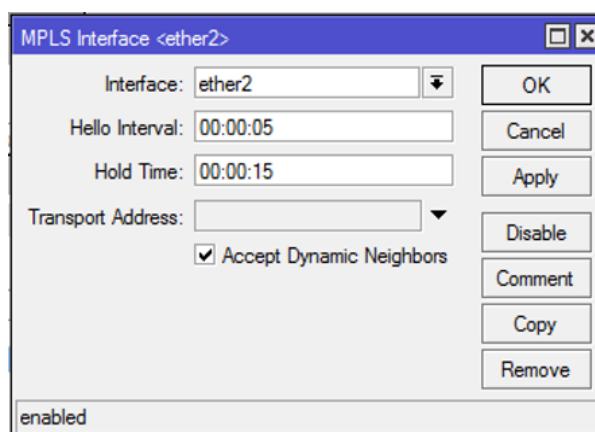 MPLS Interface <ether2>
Interface: ether2
OK
Hello Interval: 00:00:05
Cancel
Hold Time: 00:00:15
Apply
Transport Address:
Disable
Accept Dynamic Neighbors
Comment
Copy
Remove
enabled